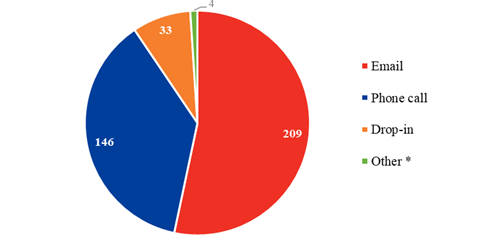 4
33
146
209
Email
Phone call
Drop-in
Other *